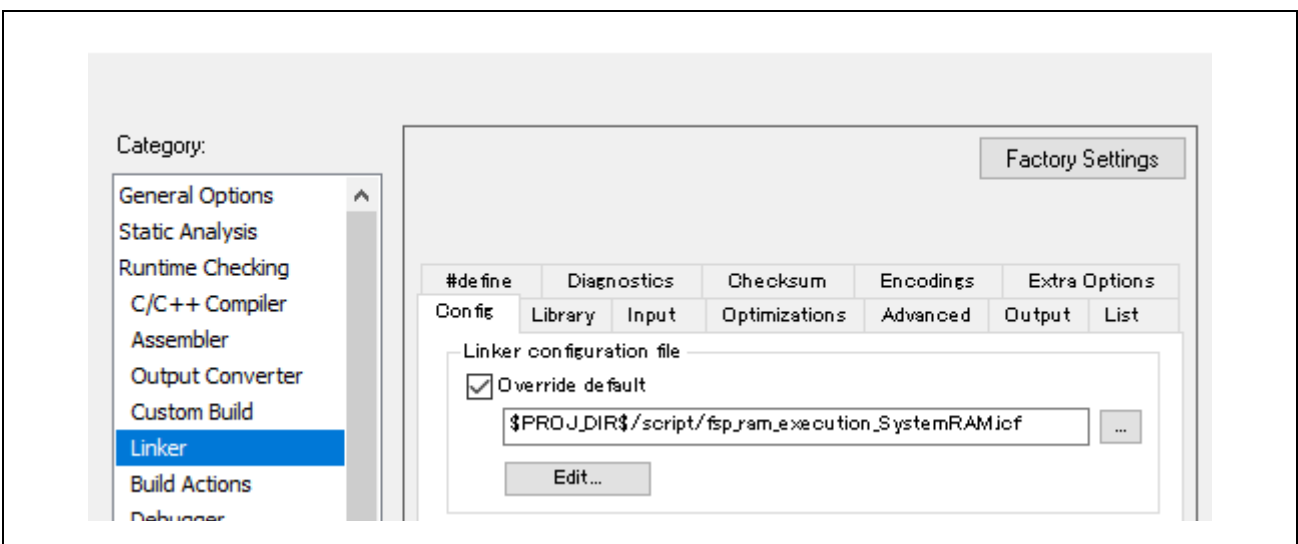 Category:
General Options
Static Analysis
Runtime Checking
C/C++ Compiler
Assembler
Output Converter
Custom Build
Linker
Build Actions
Debugger
Factory Settings
#define Diagnostics Checksum Encodings Extra Options
Config Library Input Optimizations Advanced Output List
Linker configuration file
Override default
$PROJ_DIR$/script/fsp_ram_execution_SystemRAM.icf
...
Edit...